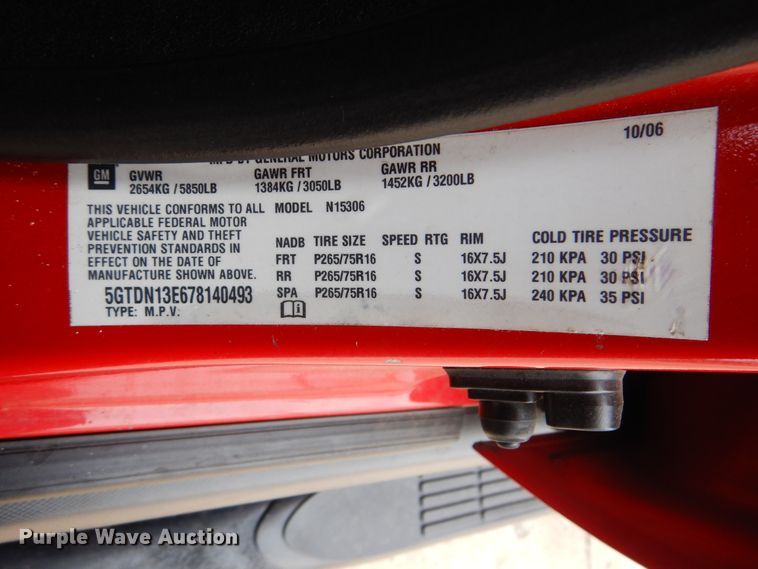 MFD BY GENERAL MOTORS CORPORATION
10/06
GM
GVWR GAWR FRT GAWR RR
2654KG / 5850LB 1384KG / 3050LB 1452KG / 3200LB
THIS VEHICLE CONFORMS TO ALL
APPLICABLE FEDERAL MOTOR
VEHICLE SAFETY AND THEFT
PREVENTION STANDARDS IN
EFFECT ON THE DATE OF
MANUFACTURE SHOWN ABOVE.
5GTDN13E678140493
TYPE: M.P.V.
MODEL N15306
NADB TIRE SIZE SPEED RTG RIM COLD TIRE PRESSURE
FRT P265/75R16 S 16X7.5J 210 KPA 30 PSI
RR P265/75R16 S 16X7.5J 210 KPA 30 PSI
SPA P265/75R16 S 16X7.5J 240 KPA 35 PSI
Purple Wave Auction